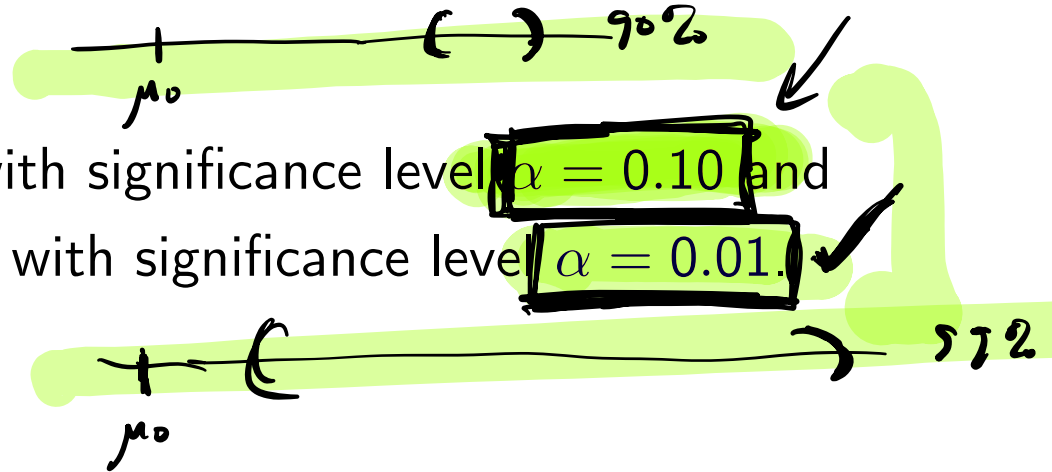 ( ) 90%
μ0
with significance level α = 0.10 and
with significance level α = 0.01.
( ) 99%
μ0